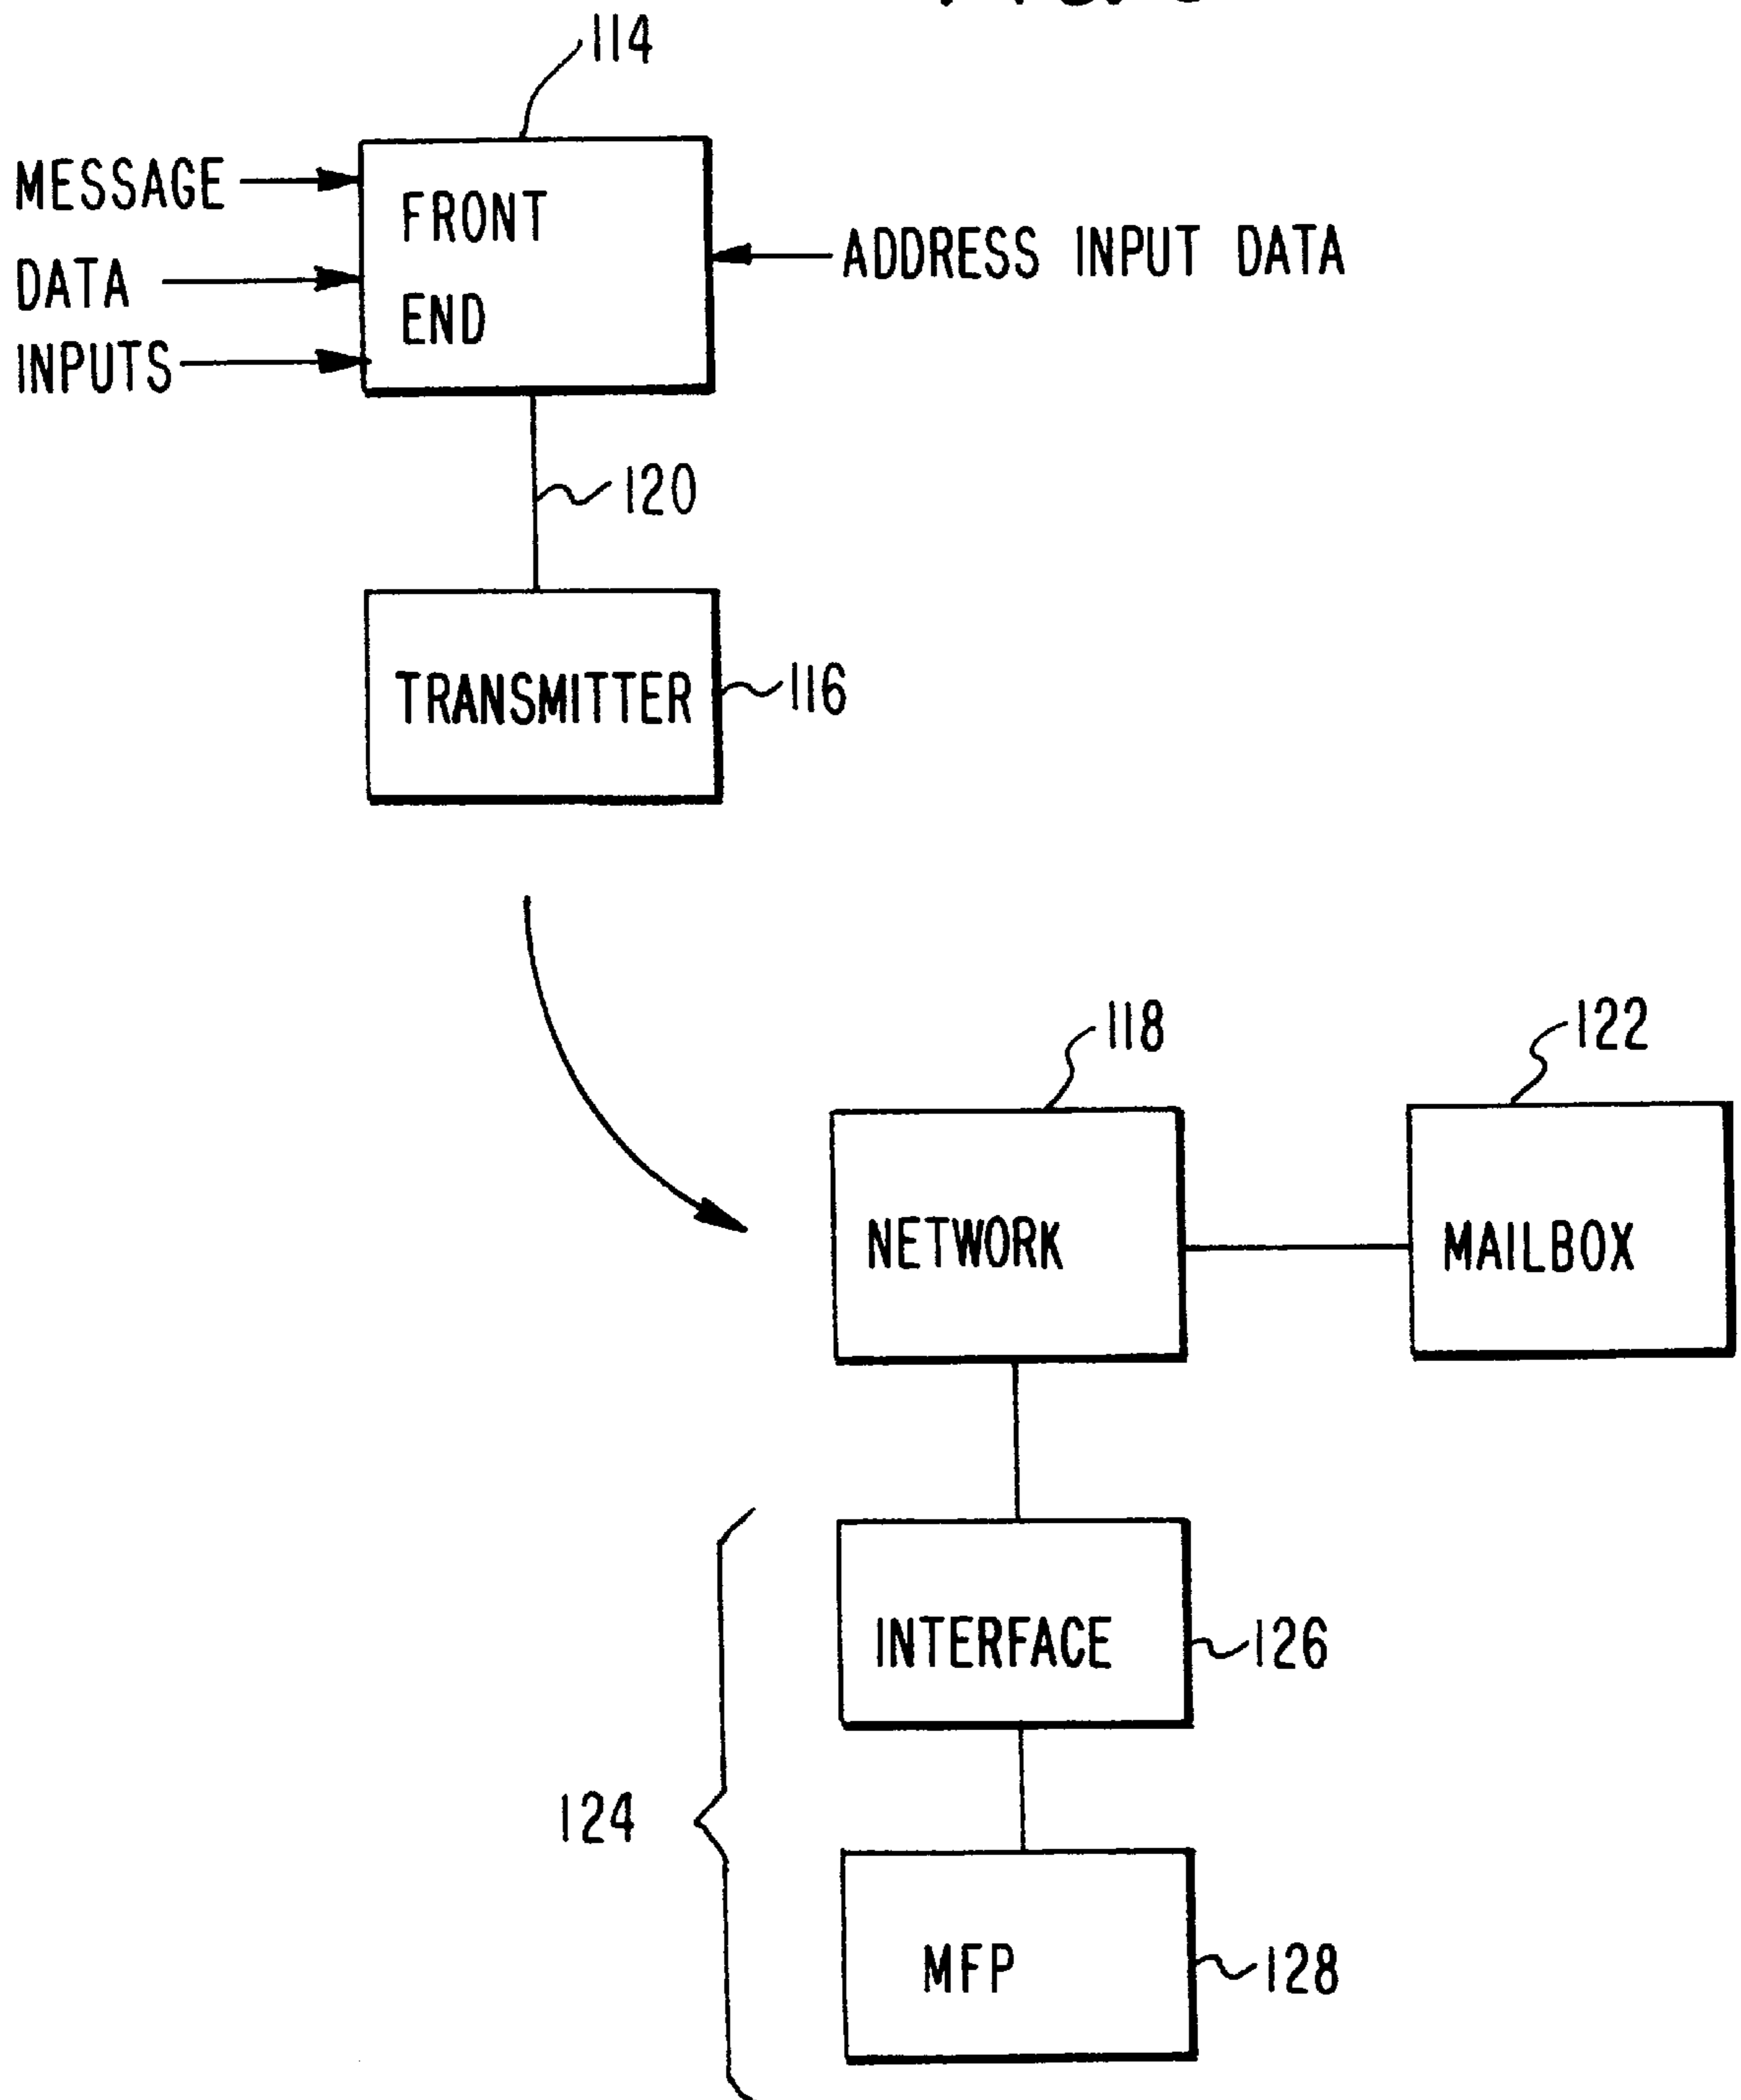 114
MESSAGE
DATA
INPUTS
FRONT
END
ADDRESS INPUT DATA
120
TRANSMITTER
116
118
122
NETWORK
MAILBOX
INTERFACE
126
124
MFP
128